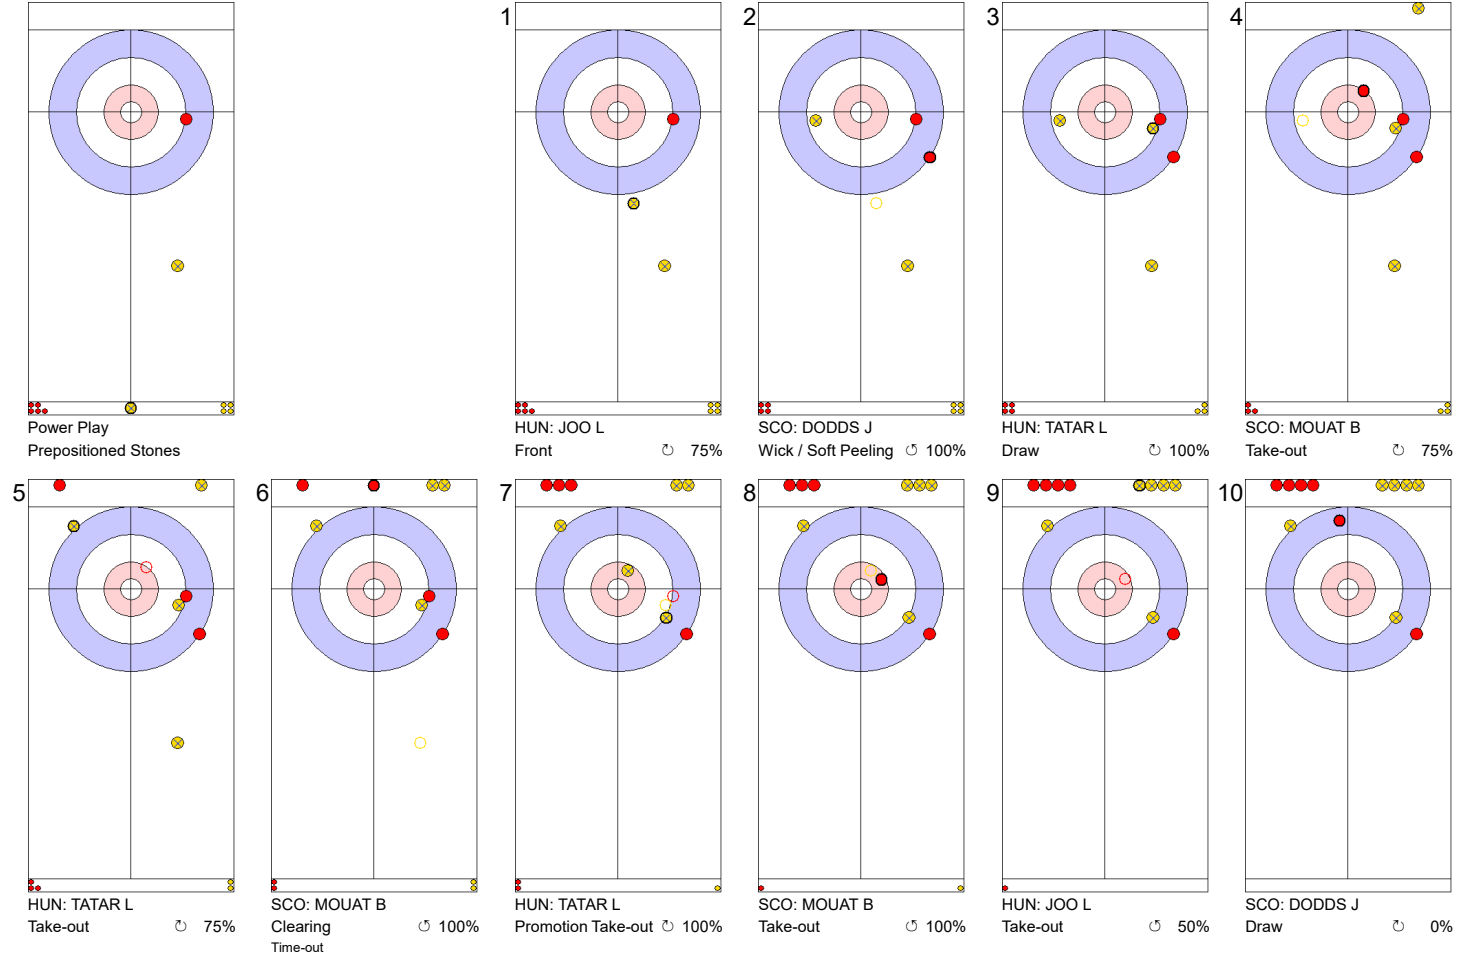 Power Play
Prepositioned Stones
1
HUN: JOO L
Front ↻ 75%
2
SCO: DODDS J
Wick / Soft Peeling ↺ 100%
3
HUN: TATAR L
Draw ↻ 100%
4
SCO: MOUAT B
Take-out ↻ 75%
5
HUN: TATAR L
Take-out ↻ 75%
6
SCO: MOUAT B
Clearing ↺ 100%
Time-out
7
HUN: TATAR L
Promotion Take-out ↻ 100%
8
SCO: MOUAT B
Take-out ↺ 100%
9
HUN: JOO L
Take-out ↺ 50%
10
SCO: DODDS J
Draw ↻ 0%